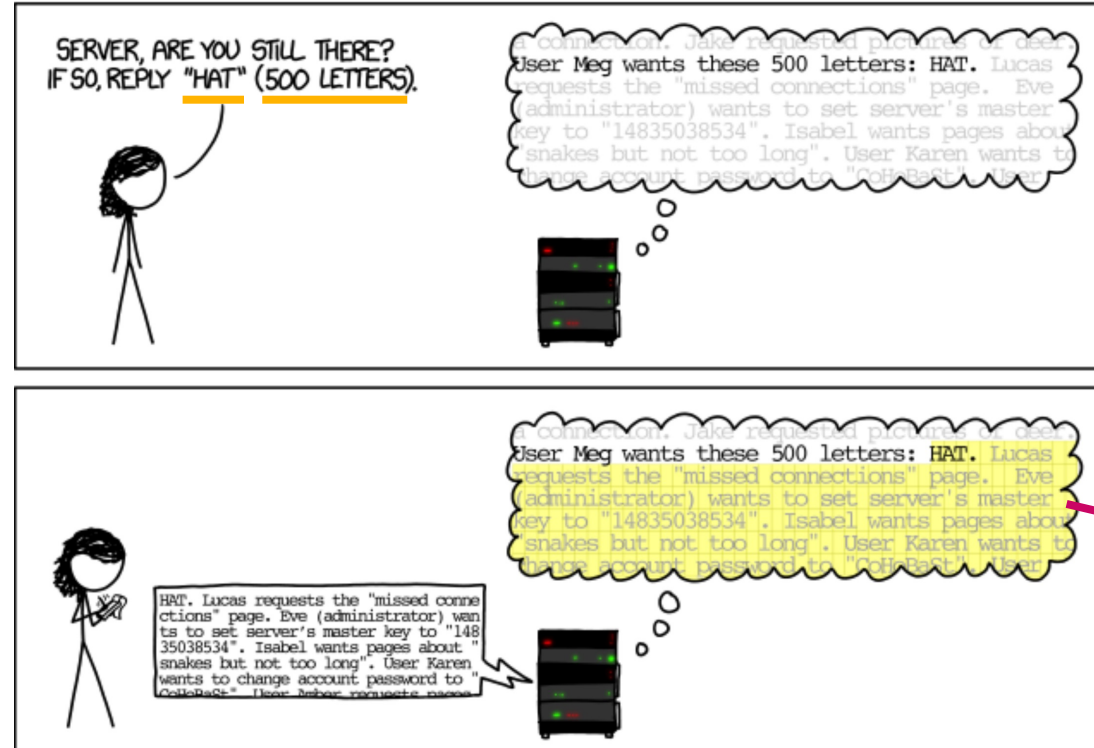 SERVER, ARE YOU STILL THERE?
IF SO, REPLY "HAT" (500 LETTERS).
a connection. Jake requested pictures of deer.
User Meg wants these 500 letters: HAT. Lucas
requests the "missed connections" page. Eve
(administrator) wants to set server's master
key to "14835038534". Isabel wants pages about
"snakes but not too long". User Karen wants to
change account password to "CoHoBaSt". User
a connection. Jake requested pictures of deer.
User Meg wants these 500 letters: HAT. Lucas
requests the "missed connections" page. Eve
(administrator) wants to set server's master
key to "14835038534". Isabel wants pages about
"snakes but not too long". User Karen wants to
change account password to "CoHoBaSt". User
HAT. Lucas requests the "missed conne
ctions" page. Eve (administrator) wan
ts to set server's master key to "148
35038534". Isabel wants pages about "
snakes but not too long". User Karen
wants to change account password to "
CoHoBaSt". User Amber requests pages